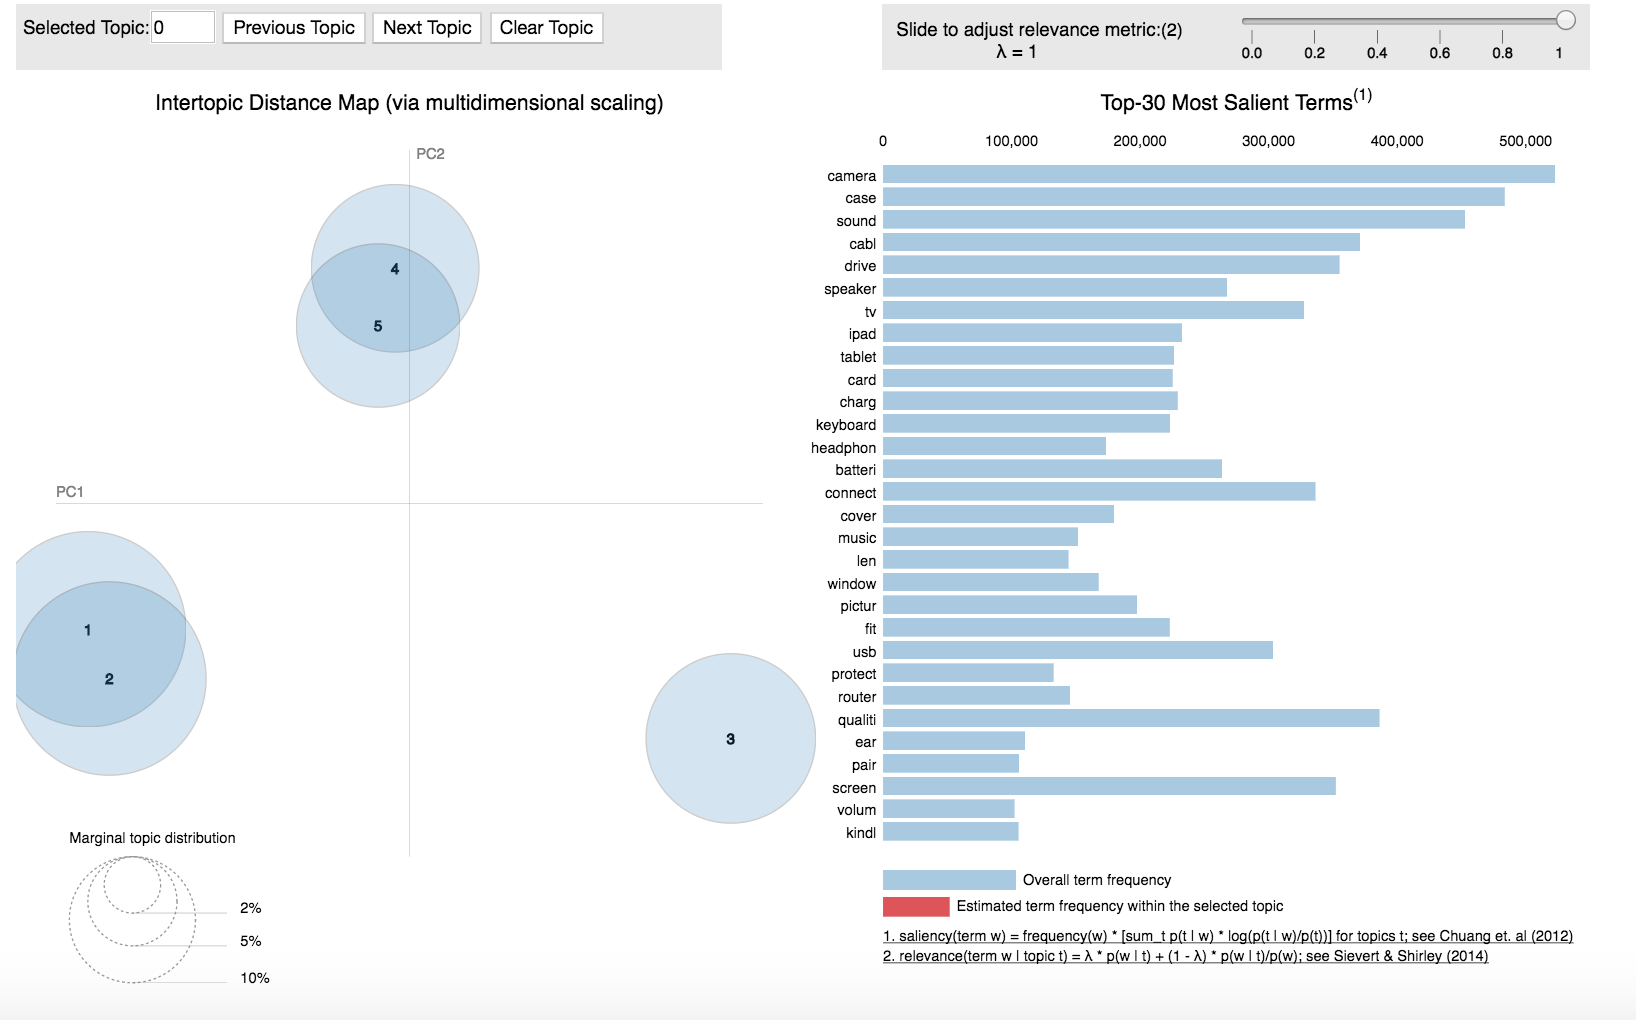 Selected Topic: 0 Previous Topic Next Topic Clear Topic
Slide to adjust relevance metric:(2)
λ = 1
0.0 0.2 0.4 0.6 0.8 1
Intertopic Distance Map (via multidimensional scaling)
PC2
4
5
PC1
1
2
3
Marginal topic distribution
2%
5%
10%
Top-30 Most Salient Terms(1)
0 100,000 200,000 300,000 400,000 500,000
camera
case
sound
cabl
drive
speaker
tv
ipad
tablet
card
charg
keyboard
headphon
batteri
connect
cover
music
len
window
pictur
fit
usb
protect
router
qualiti
ear
pair
screen
volum
kindl
Overall term frequency
Estimated term frequency within the selected topic
1. saliency(term w) = frequency(w) * [sum_t p(t | w) * log(p(t | w)/p(t))] for topics t; see Chuang et. al (2012)
2. relevance(term w | topic t) = λ * p(w | t) + (1 - λ) * p(w | t)/p(w); see Sievert & Shirley (2014)